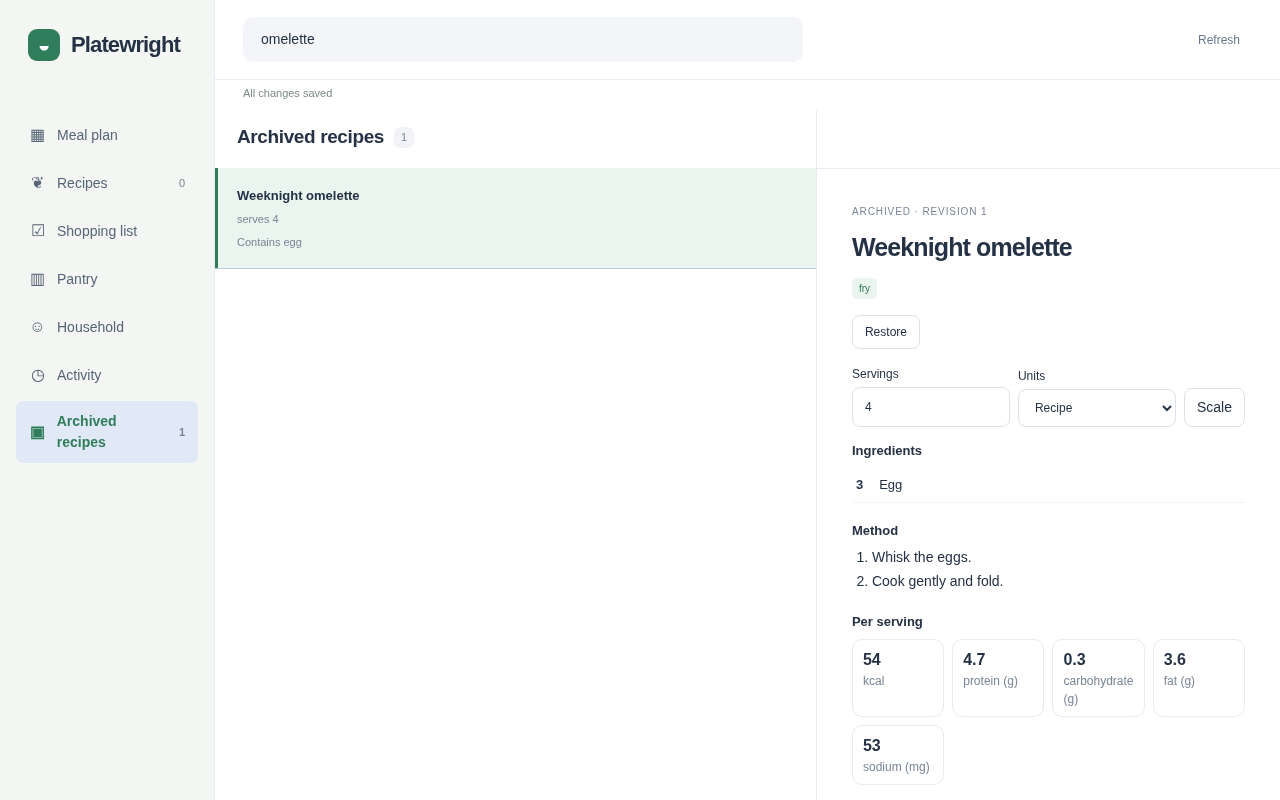 Platewright
Meal plan
Recipes 0
Shopping list
Pantry
Household
Activity
Archived recipes 1
omelette
Refresh
All changes saved
Archived recipes 1
Weeknight omelette
serves 4
Contains egg
ARCHIVED · REVISION 1
Weeknight omelette
fry
Restore
Servings
Units
4
Recipe
Scale
Ingredients
3 Egg
Method
1. Whisk the eggs.
2. Cook gently and fold.
Per serving
54
kcal
4.7
protein (g)
0.3
carbohydrate
(g)
3.6
fat (g)
53
sodium (mg)